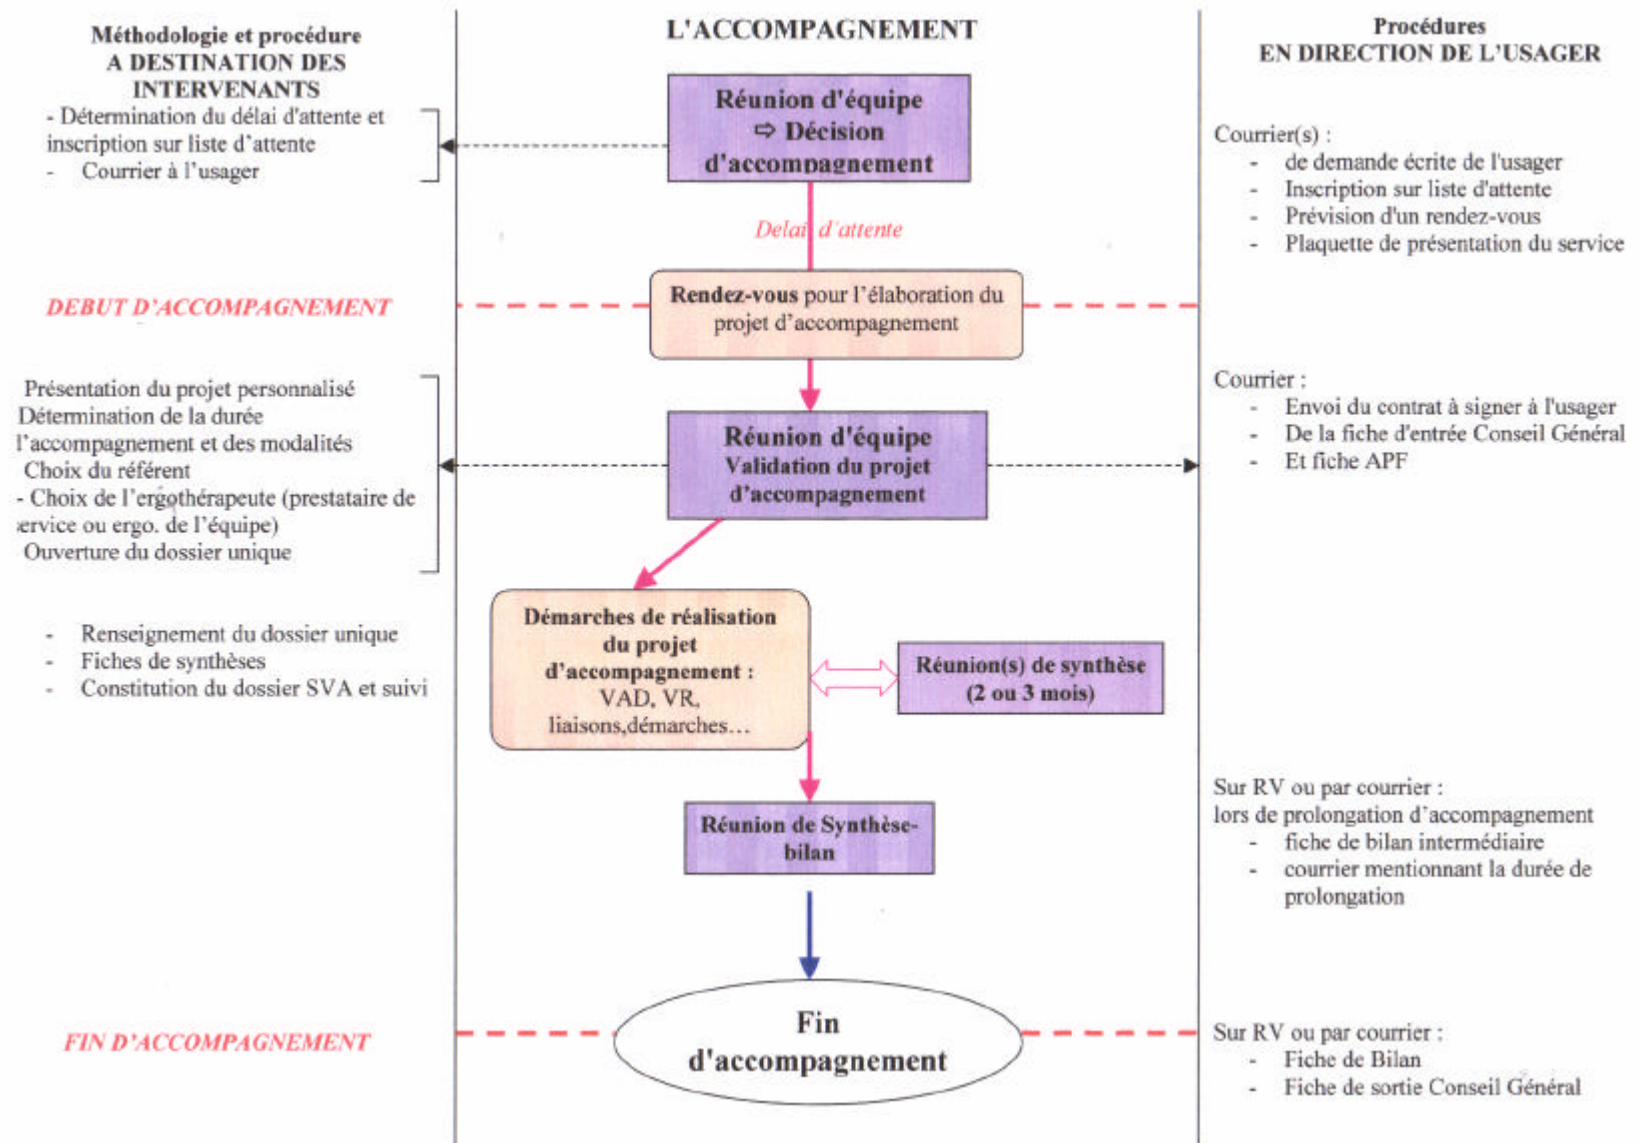 Méthodologie et procédure
A DESTINATION DES
INTERVENANTS
- Détermination du délai d'attente et
inscription sur liste d'attente
- Courrier à l'usager
DEBUT D'ACCOMPAGNEMENT
Présentation du projet personnalisé
Détermination de la durée
l'accompagnement et des modalités
Choix du référent
- Choix de l'ergothérapeute (prestataire de
service ou ergo. de l'équipe)
Ouverture du dossier unique
- Renseignement du dossier unique
- Fiches de synthèses
- Constitution du dossier SVA et suivi
FIN D'ACCOMPAGNEMENT
L'ACCOMPAGNEMENT
Réunion d'équipe
⇨ Décision
d'accompagnement
Delai d'attente
Rendez-vous pour l'élaboration du
projet d'accompagnement
Réunion d'équipe
Validation du projet
d'accompagnement
Démarches de réalisation
du projet
d'accompagnement :
VAD, VR,
liaisons,démarches…
Réunion(s) de synthèse
(2 ou 3 mois)
Réunion de Synthèse-
bilan
Fin
d'accompagnement
Procédures
EN DIRECTION DE L'USAGER
Courrier(s) :
- de demande écrite de l'usager
- Inscription sur liste d'attente
- Prévision d'un rendez-vous
- Plaquette de présentation du service
Courrier :
- Envoi du contrat à signer à l'usager
- De la fiche d'entrée Conseil Général
- Et fiche APF
Sur RV ou par courrier :
lors de prolongation d'accompagnement
- fiche de bilan intermédiaire
- courrier mentionnant la durée de
prolongation
Sur RV ou par courrier :
- Fiche de Bilan
- Fiche de sortie Conseil Général